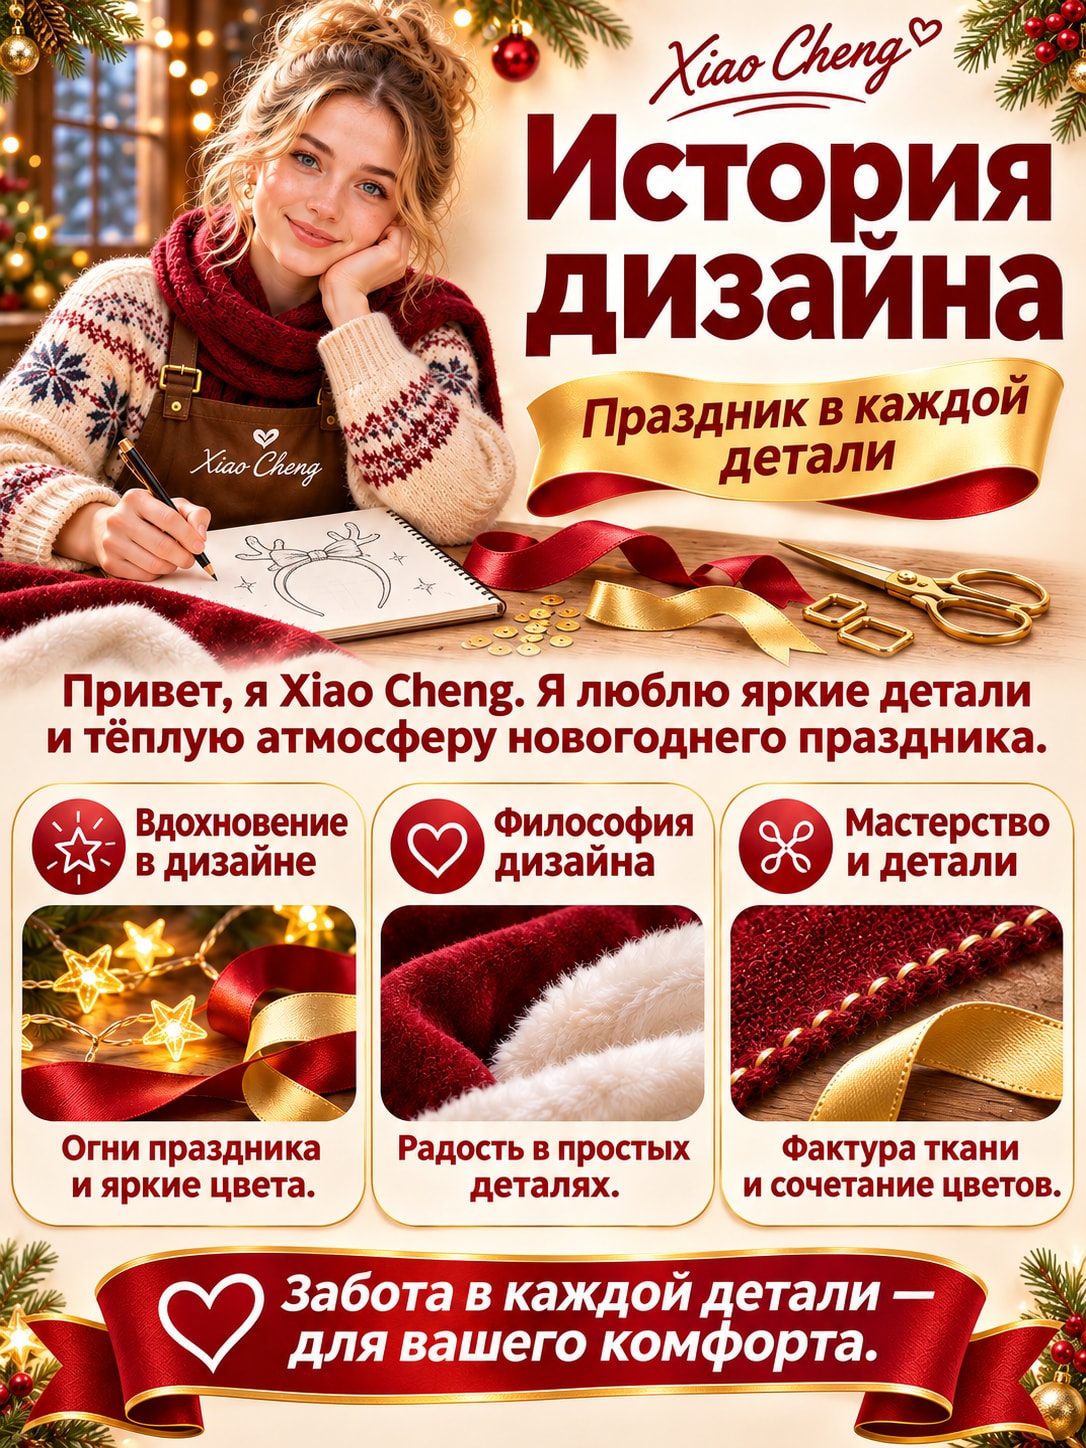 Xiao Cheng
История
дизайна
Праздник в каждой
детали
Xiao Cheng
Привет, я Xiao Cheng. Я люблю яркие детали
и тёплую атмосферу новогоднего праздника.
Вдохновение
в дизайне
Огни праздника
и яркие цвета.
Философия
дизайна
Радость в простых
деталях.
Мастерство
и детали
Фактура ткани
и сочетание цветов.
Забота в каждой детали —
для вашего комфорта.